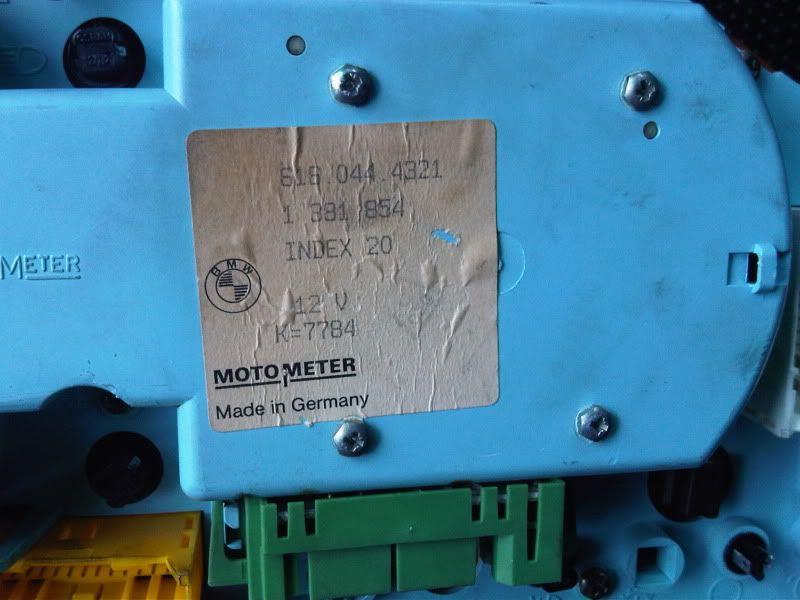 616.044.4321
1 381 854
INDEX 20
BMW
12 V
K=7784
MOTOMETER
Made in Germany
METER